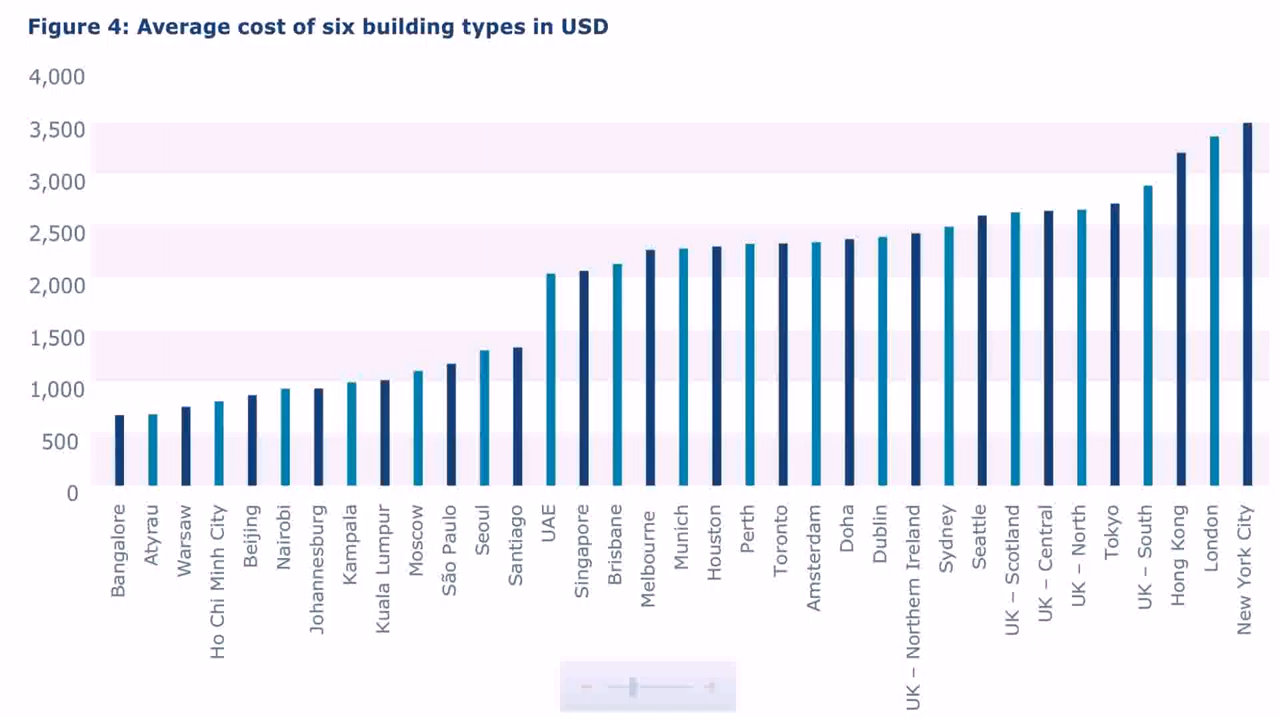 Figure 4: Average cost of six building types in USD
4,000
3,500
3,000
2,500
2,000
1,500
1,000
500
0
Bangalore
Atyrau
Warsaw
Ho Chi Minh City
Beijing
Nairobi
Johannesburg
Kampala
Kuala Lumpur
Moscow
São Paulo
Seoul
Santiago
UAE
Singapore
Brisbane
Melbourne
Munich
Houston
Perth
Toronto
Amsterdam
Doha
Dublin
UK – Northern Ireland
Sydney
Seattle
UK – Scotland
UK – Central
UK – North
Tokyo
UK – South
Hong Kong
London
New York City